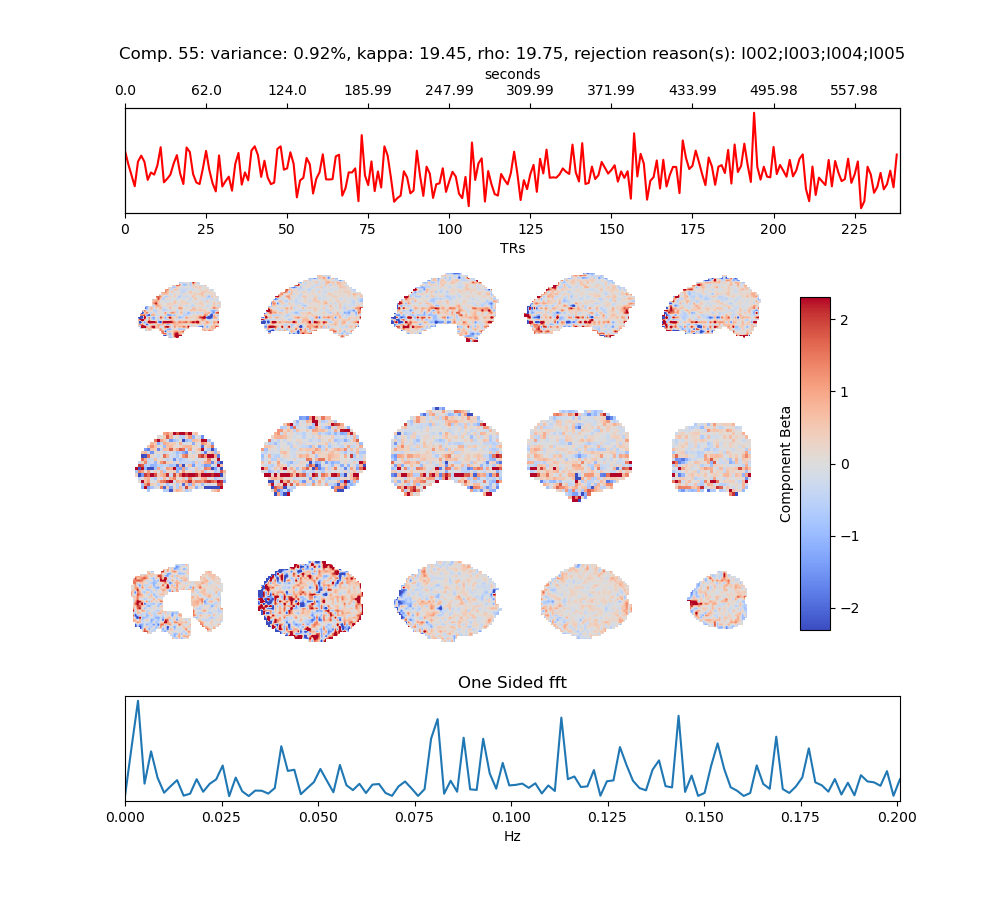 Comp. 55: variance: 0.92%, kappa: 19.45, rho: 19.75, rejection reason(s): I002;I003;I004;I005
seconds
0.0 62.0 124.0 185.99 247.99 309.99 371.99 433.99 495.98 557.98
0 25 50 75 100 125 150 175 200 225
TRs
2
1
0
−1
−2
Component Beta
One Sided fft
0.000 0.025 0.050 0.075 0.100 0.125 0.150 0.175 0.200
Hz